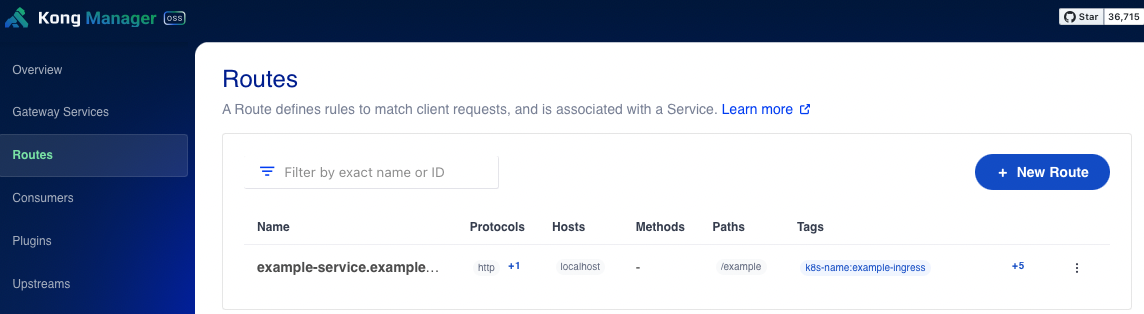 Kong Manager OSS
Star 36,715
Overview
Gateway Services
Routes
Consumers
Plugins
Upstreams
Routes
A Route defines rules to match client requests, and is associated with a Service. Learn more
Filter by exact name or ID
+ New Route
Name Protocols Hosts Methods Paths Tags
example-service.example… http +1 localhost - /example k8s-name:example-ingress +5